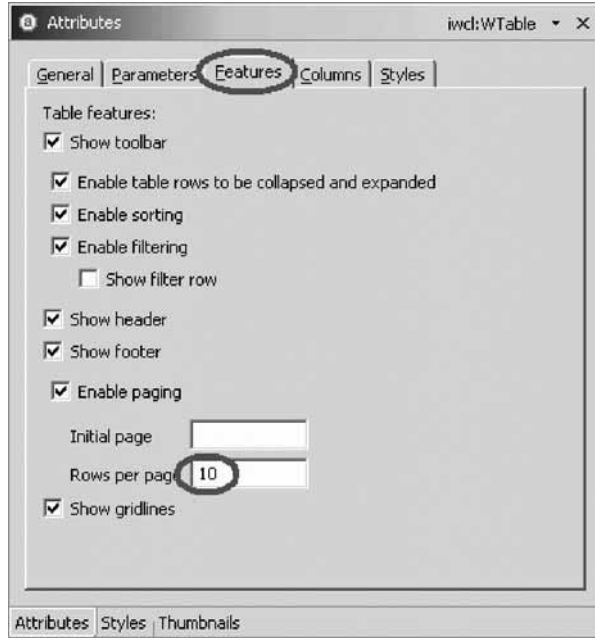 a Attributes iwcl:WTable
General Parameters Features Columns Styles
Table features:
Show toolbar
Enable table rows to be collapsed and expanded
Enable sorting
Enable filtering
Show filter row
Show header
Show footer
Enable paging
Initial page
Rows per page 10
Show gridlines
Attributes Styles Thumbnails